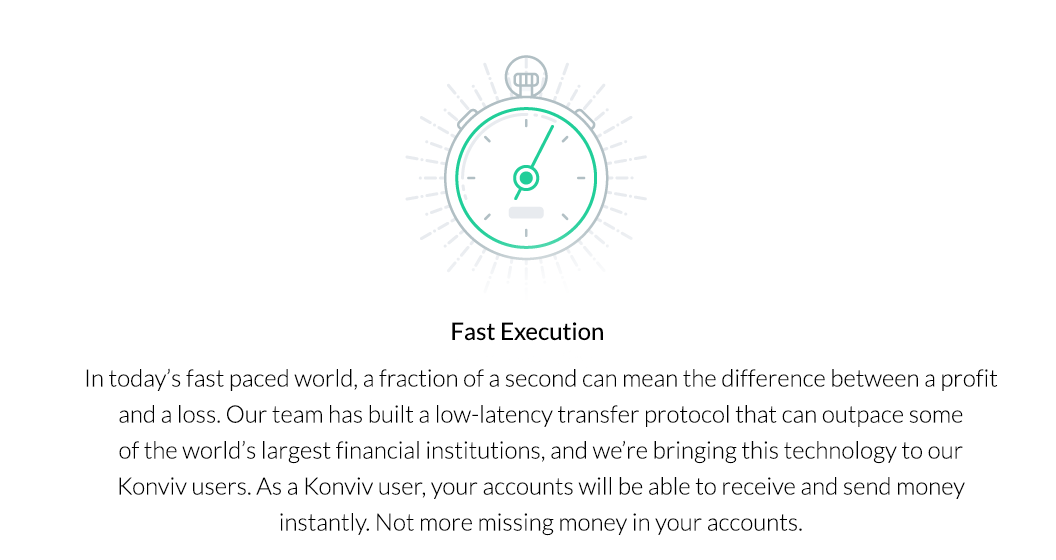 Fast Execution
In today’s fast paced world, a fraction of a second can mean the difference between a profit
and a loss. Our team has built a low-latency transfer protocol that can outpace some
of the world’s largest financial institutions, and we’re bringing this technology to our
Konviv users. As a Konviv user, your accounts will be able to receive and send money
instantly. Not more missing money in your accounts.